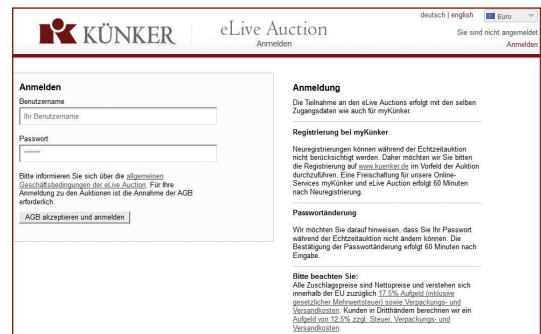 deutsch | english
Euro
KÜNKER
eLive Auction
Anmelden
Sie sind nicht angemeldet
Anmelden
Anmelden
Benutzername
Ihr Benutzername
Passwort
******
Bitte informieren Sie sich über die allgemeinen
Geschäftsbedingungen der eLive Auction. Für Ihre
Anmeldung zu den Auktionen ist die Annahme der AGB
erforderlich.
AGB akzeptieren und anmelden
Anmeldung
Die Teilnahme an den eLive Auctions erfolgt mit den selben
Zugangsdaten wie auch für myKünker.
Registrierung bei myKünker
Neuregistrierungen können während der Echtzeitauktion
nicht berücksichtigt werden. Daher möchten wir Sie bitten
die Registrierung auf www.kuenker.de im Vorfeld der Auktion
durchzuführen. Eine Freischaltung für unsere Online-
Services myKünker und eLive Auction erfolgt 60 Minuten
nach Neuregistrierung.
Passwortänderung
Wir möchten Sie darauf hinweisen, dass Sie Ihr Passwort
während der Echtzeitauktion nicht ändern können. Die
Bestätigung der Passwortänderung erfolgt 60 Minuten nach
Eingabe.
Bitte beachten Sie:
Alle Zuschlagspreise sind Nettopreise und verstehen sich
innerhalb der EU zuzüglich 17,5% Aufgeld (inklusive
gesetzlicher Mehrwertsteuer) sowie Verpackungs- und
Versandkosten. Kunden in Drittländern berechnen wir ein
Aufgeld von 12,5% zzgl. Steuer, Verpackungs- und
Versandkosten.